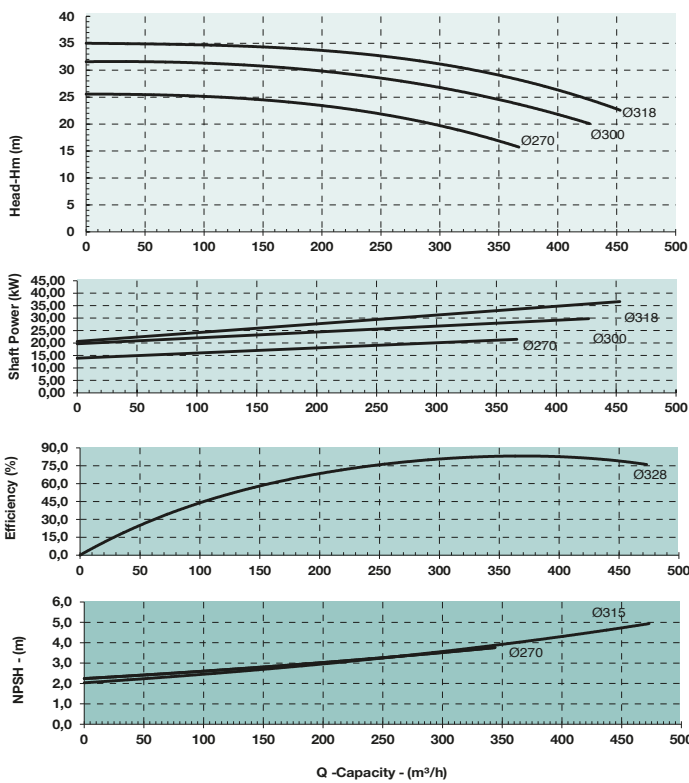 Head-Hm (m)
40
35
30
25
20
15
10
5
0
Ø318
Ø300
Ø270
0 50 100 150 200 250 300 350 400 450 500
Shaft Power (kW)
45,00
40,00
35,00
30,00
25,00
20,00
15,00
10,00
5,00
0,00
Ø318
Ø300
Ø270
0 50 100 150 200 250 300 350 400 450 500
Efficiency (%)
90,0
75,0
60,0
45,0
30,0
15,0
0,0
Ø328
0 50 100 150 200 250 300 350 400 450 500
NPSH - (m)
6,0
5,0
4,0
3,0
2,0
1,0
0,0
Ø315
Ø270
0 50 100 150 200 250 300 350 400 450 500
Q -Capacity - (m³/h)